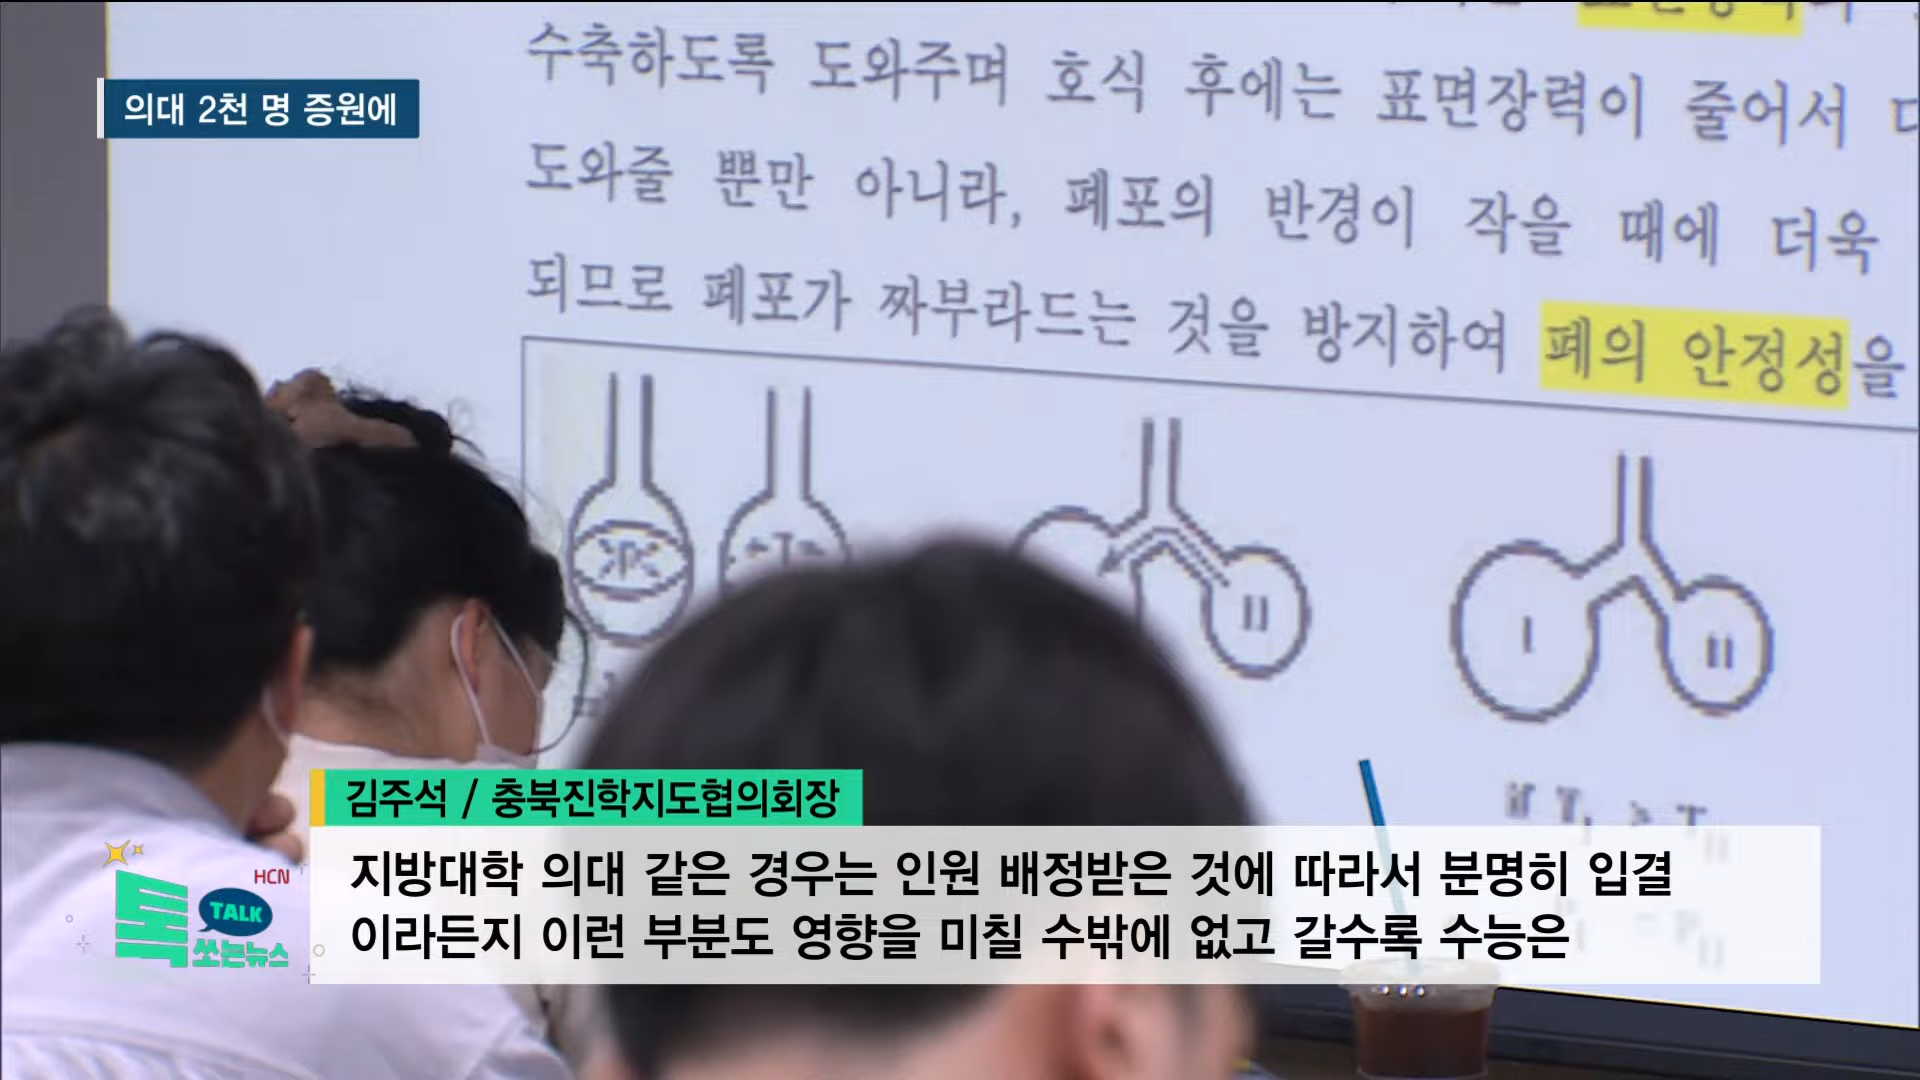 의대 2천 명 증원에
수축하도록 도와주며 호식 후에는 표면장력이 줄어서
도와줄 뿐만 아니라, 폐포의 반경이 작을 때에 더욱
되므로 폐포가 짜부라드는 것을 방지하여 폐의 안정성을
P
II
I
II
김주석 / 충북진학지도협의회장
지방대학 의대 같은 경우는 인원 배정받은 것에 따라서 분명히 입결
이라든지 이런 부분도 영향을 미칠 수밖에 없고 갈수록 수능은
HCN
톡 TALK
쏘는뉴스